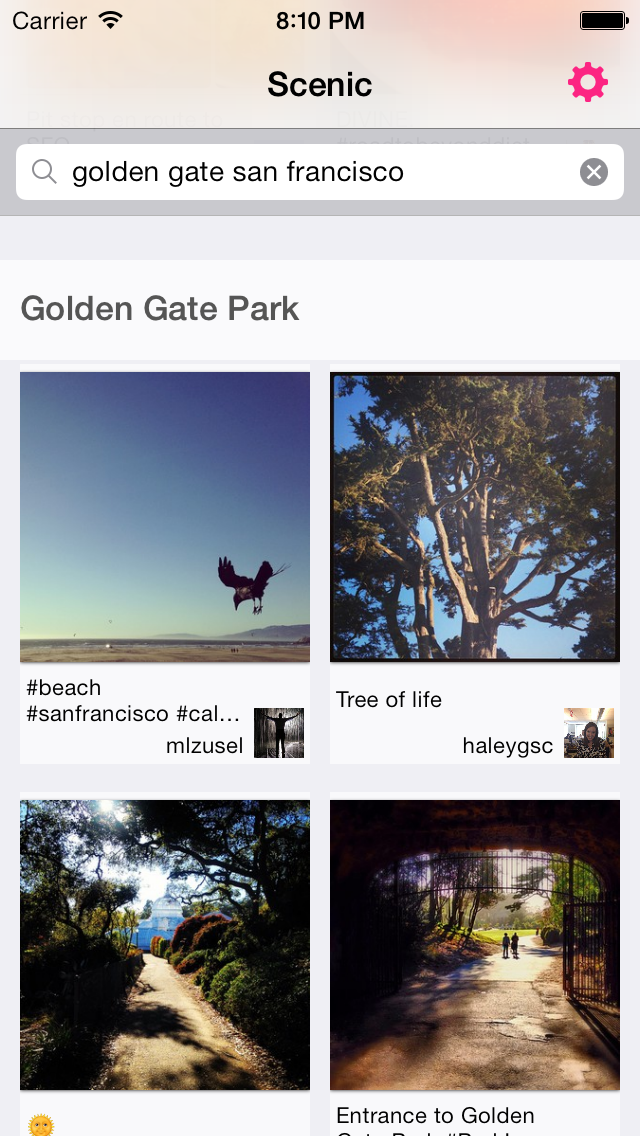 Carrier 8:10 PM
Scenic
golden gate san francisco
Golden Gate Park
#beach
#sanfrancisco #cal...
mlzusel
Tree of life
haleygsc
Entrance to Golden